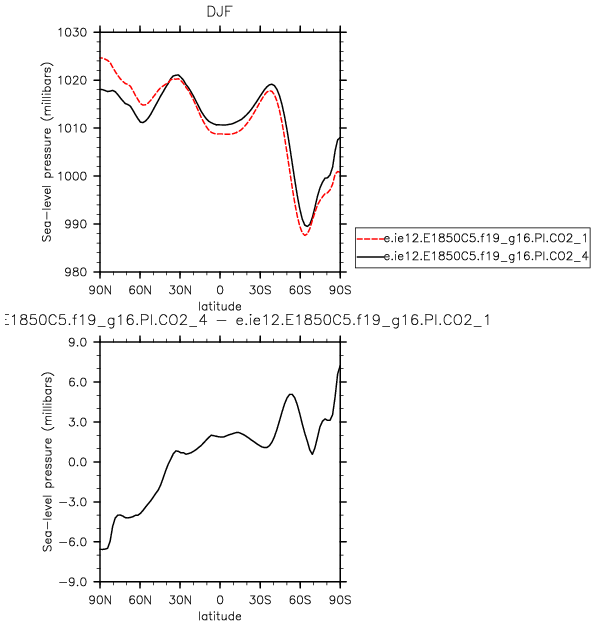 DJF
1030
1020
1010
1000
990
980
Sea-level pressure (millibars)
90N 60N 30N 0 30S 60S 90S
latitude
e.ie12.E1850C5.f19_g16.PI.CO2_1
e.ie12.E1850C5.f19_g16.PI.CO2_4
E1850C5.f19_g16.PI.CO2_4 - e.ie12.E1850C5.f19_g16.PI.CO2_1
9.0
6.0
3.0
0.0
-3.0
-6.0
-9.0
Sea-level pressure (millibars)
90N 60N 30N 0 30S 60S 90S
latitude